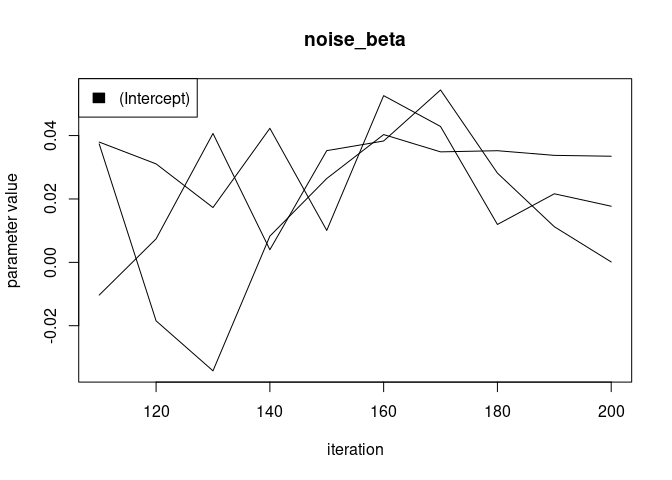 noise_beta
(Intercept)
0.04
0.02
0.00
-0.02
parameter value
120 140 160 180 200
iteration